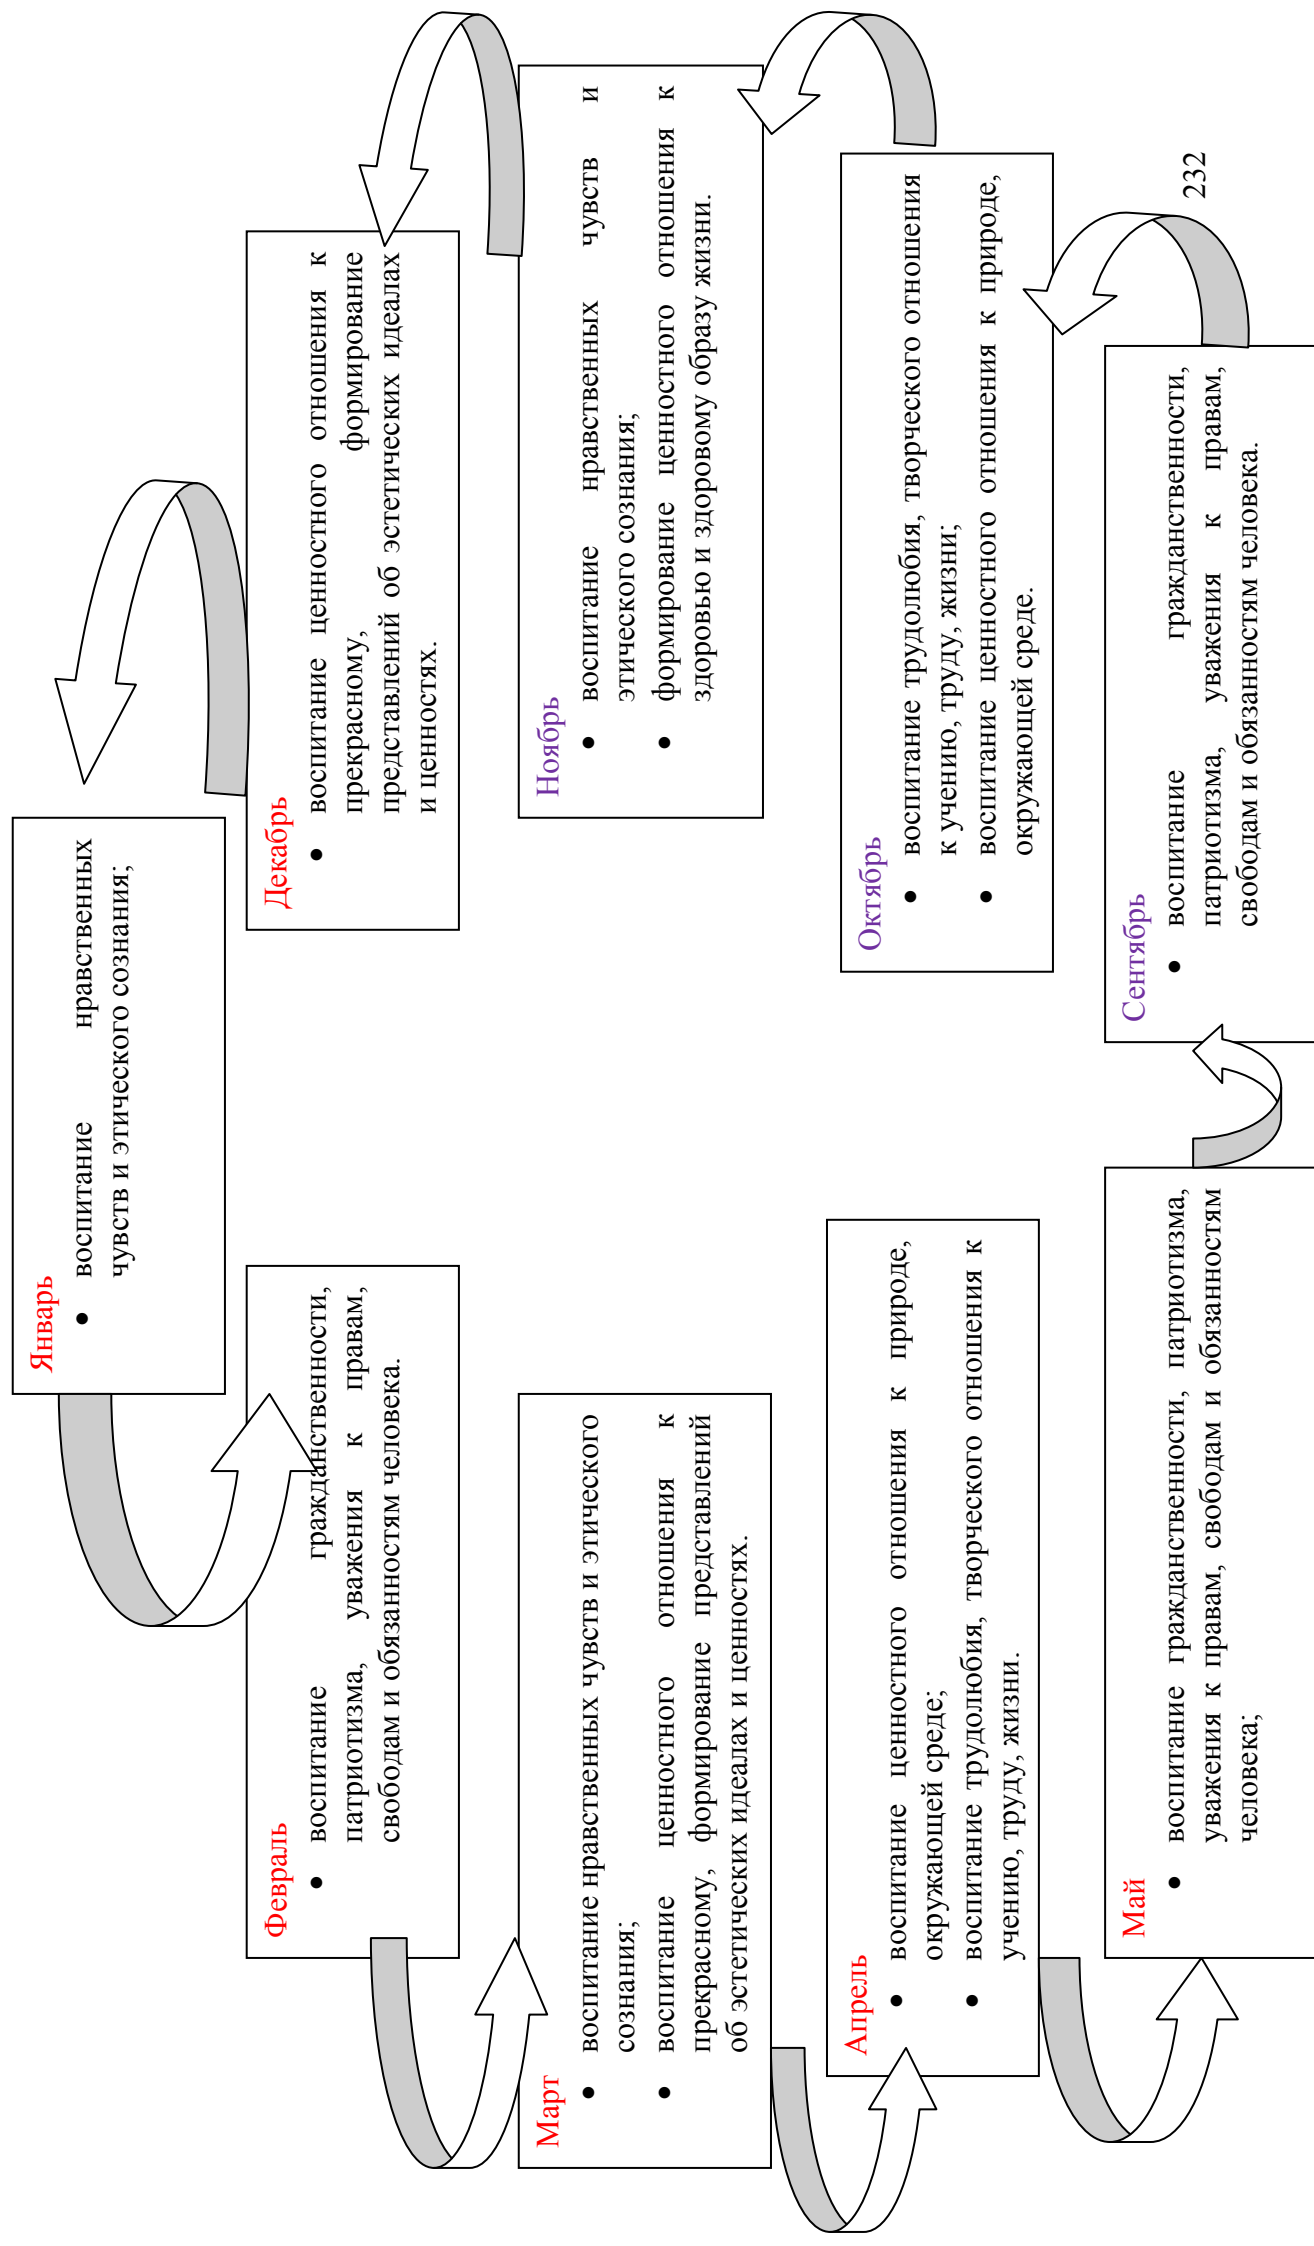 Январь
• воспитание нравственных
чувств и этического сознания;
Февраль
• воспитание гражданственности,
патриотизма, уважения к правам,
свободам и обязанностям человека.
Декабрь
• воспитание ценностного отношения к
прекрасному, формирование
представлений об эстетических идеалах
и ценностях.
Март
• воспитание нравственных чувств и этического
сознания;
• воспитание ценностного отношения к
прекрасному, формирование представлений
об эстетических идеалах и ценностях.
Ноябрь
• воспитание нравственных чувств и
этического сознания;
• формирование ценностного отношения к
здоровью и здоровому образу жизни.
Апрель
• воспитание ценностного отношения к природе,
окружающей среде;
• воспитание трудолюбия, творческого отношения к
учению, труду, жизни.
Октябрь
• воспитание трудолюбия, творческого отношения
к учению, труду, жизни;
• воспитание ценностного отношения к природе,
окружающей среде.
Май
• воспитание гражданственности, патриотизма,
уважения к правам, свободам и обязанностям
человека;
Сентябрь
• воспитание гражданственности,
патриотизма, уважения к правам,
свободам и обязанностям человека.
232